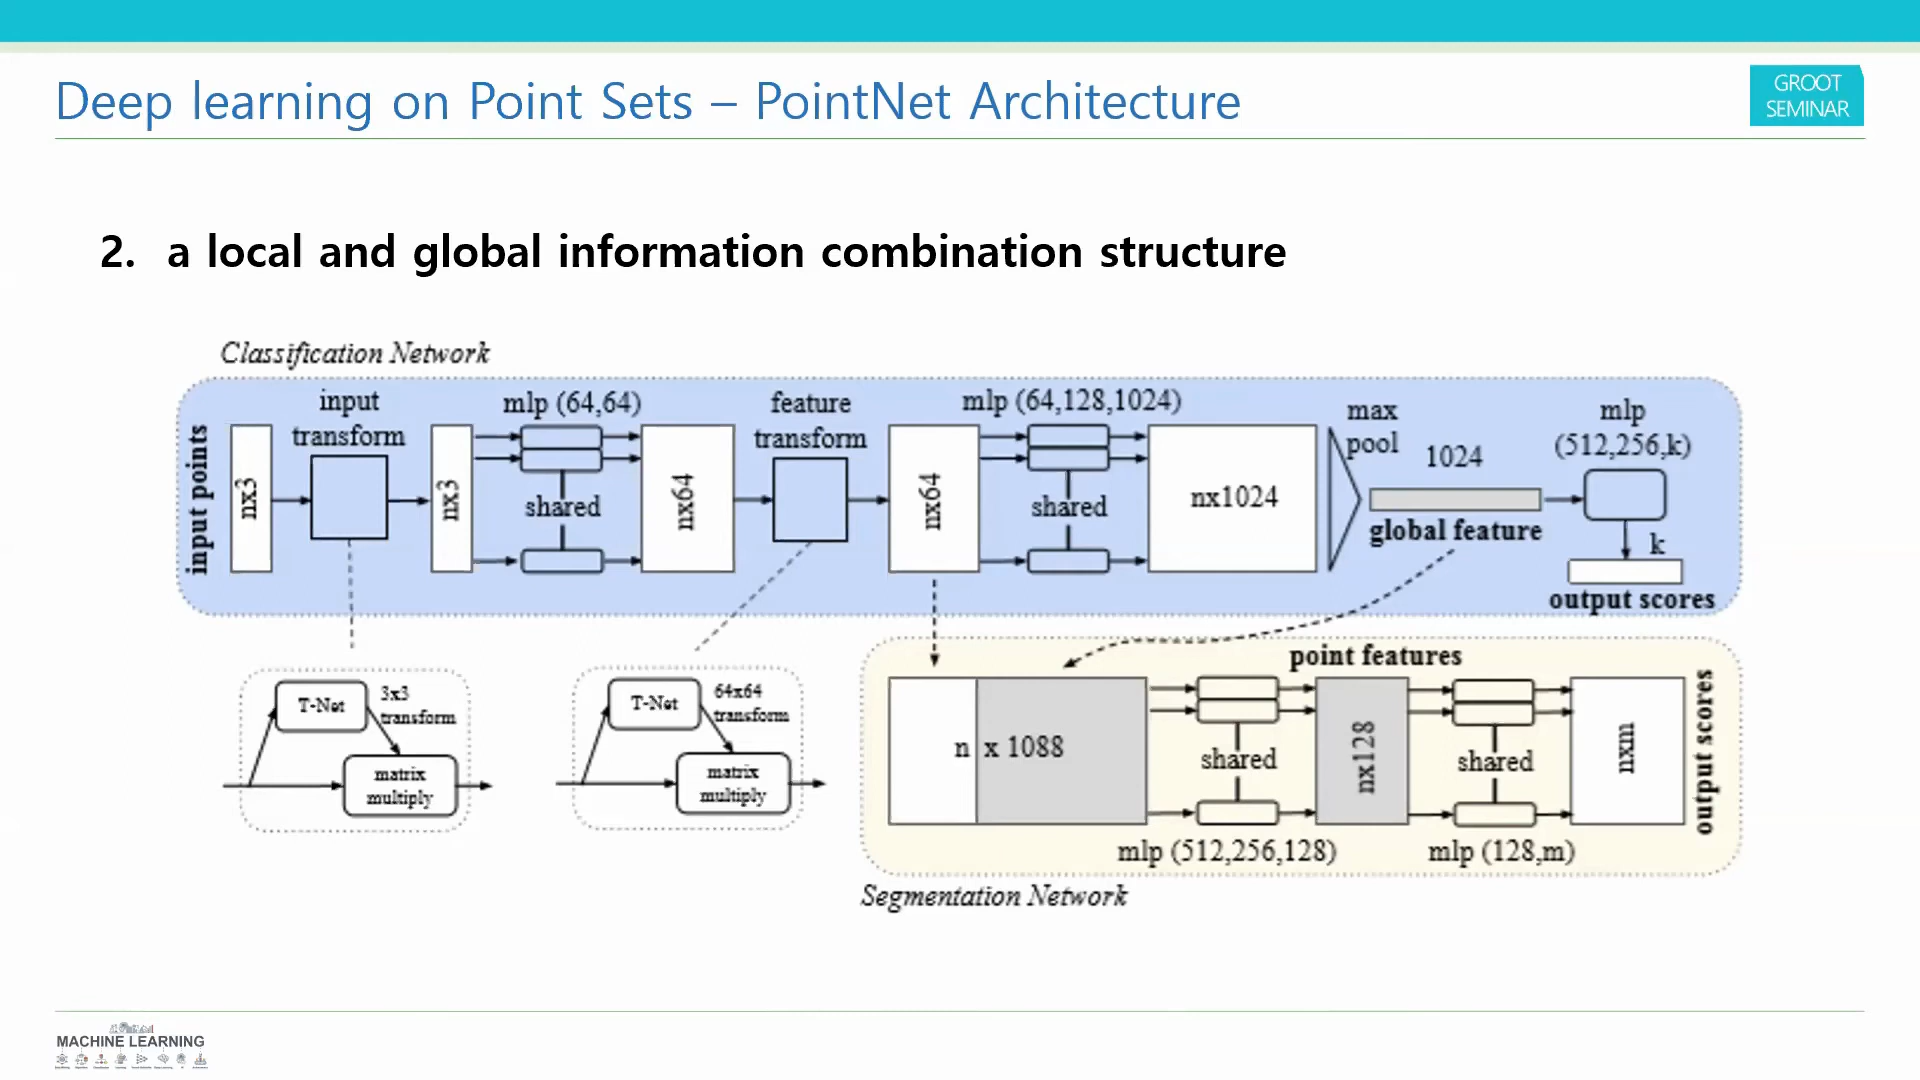 Deep learning on Point Sets – PointNet Architecture
GROOT
SEMINAR
2. a local and global information combination structure
Classification Network
input points
nx3
input
transform
nx3
mlp (64,64)
shared
nx64
feature
transform
nx64
mlp (64,128,1024)
shared
nx1024
max
pool
1024
global feature
mlp
(512,256,k)
k
output scores
T-Net
3x3
transform
matrix
multiply
T-Net
64x64
transform
matrix
multiply
point features
n x 1088
shared
nx128
shared
nxm
output scores
mlp (512,256,128)
mlp (128,m)
Segmentation Network
MACHINE LEARNING